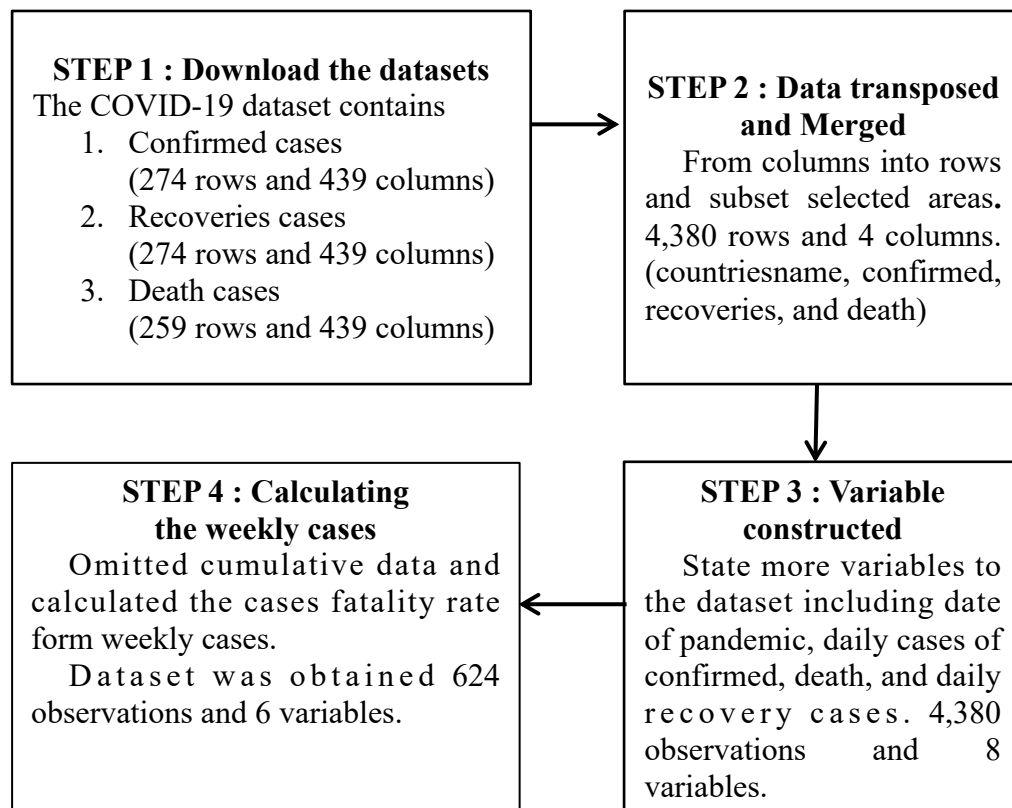 STEP 1 : Download the datasets
The COVID-19 dataset contains
1. Confirmed cases
(274 rows and 439 columns)
2. Recoveries cases
(274 rows and 439 columns)
3. Death cases
(259 rows and 439 columns)
STEP 2 : Data transposed
and Merged
From columns into rows
and subset selected areas.
4,380 rows and 4 columns.
(countriesname, confirmed,
recoveries, and death)
STEP 3 : Variable
constructed
State more variables to
the dataset including date
of pandemic, daily cases of
confirmed, death, and daily
recovery cases. 4,380
observations and 8
variables.
STEP 4 : Calculating
the weekly cases
Omitted cumulative data and
calculated the cases fatality rate
form weekly cases.
Dataset was obtained 624
observations and 6 variables.